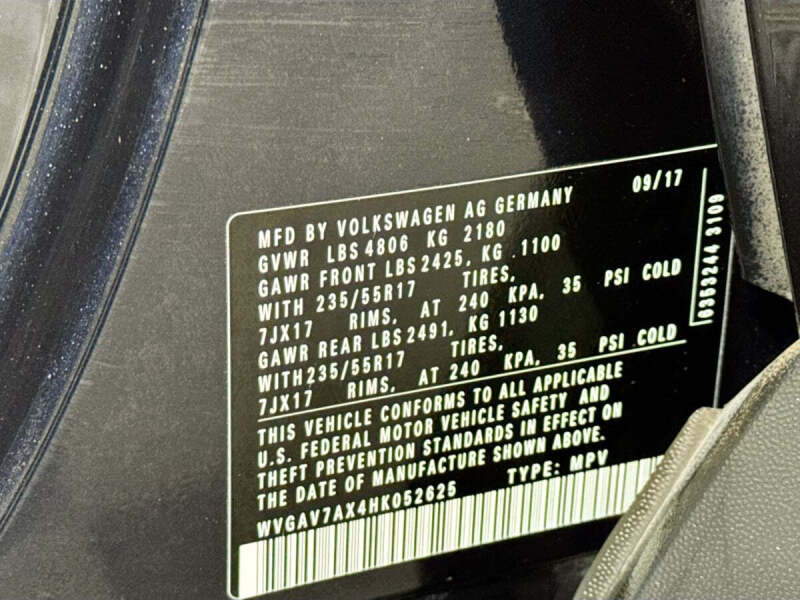 MFD BY VOLKSWAGEN AG GERMANY 09/17
GVWR LBS 4806 KG 2180
GAWR FRONT LBS 2425, KG .1100
WITH 235/55R17 TIRES,
7JX17 RIMS, AT 240 KPA, 35 PSI COLD
GAWR REAR LBS 2491, KG 1130
WITH 235/55R17 TIRES,
7JX17 RIMS, AT 240 KPA, 35 PSI COLD
THIS VEHICLE CONFORMS TO ALL APPLICABLE
U.S. FEDERAL MOTOR VEHICLE SAFETY AND
THEFT PREVENTION STANDARDS IN EFFECT ON
THE DATE OF MANUFACTURE SHOWN ABOVE.
WVGAV7AX4HK052625 TYPE: MPV
6353244 3109